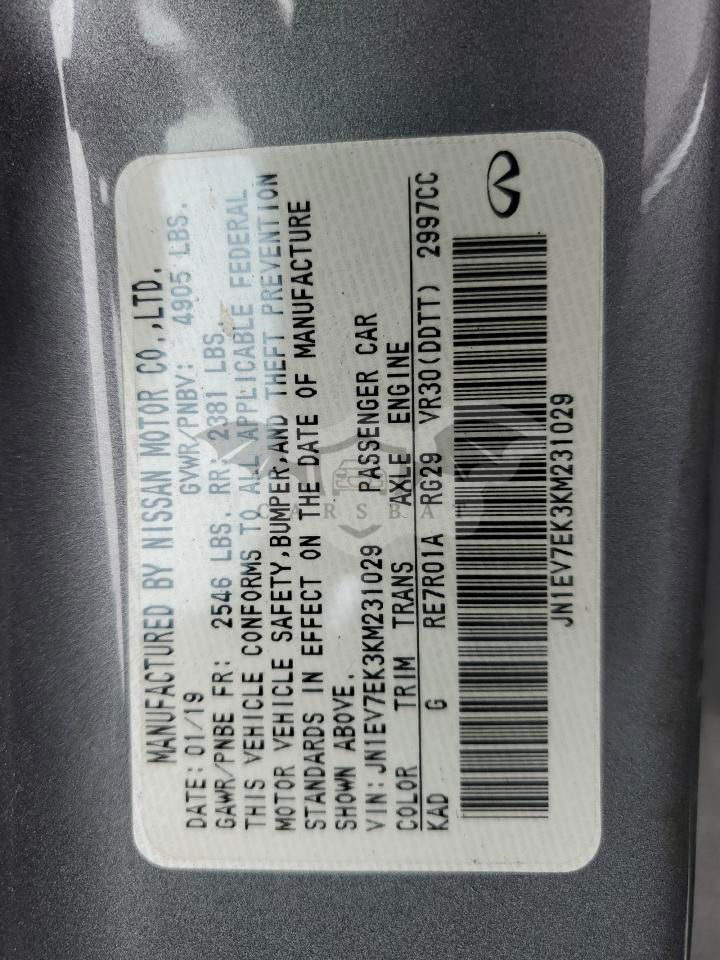 MANUFACTURED BY NISSAN MOTOR CO.,LTD.
DATE: 01/19 GVWR/PNBV: 4905 LBS.
GAWR/PNBE FR: 2546 LBS. RR: 2381 LBS.
THIS VEHICLE CONFORMS TO ALL APPLICABLE FEDERAL
MOTOR VEHICLE SAFETY,BUMPER,AND THEFT PREVENTION
STANDARDS IN EFFECT ON THE DATE OF MANUFACTURE
SHOWN ABOVE.
VIN: JN1EV7EK3KM231029 PASSENGER CAR
COLOR TRIM TRANS AXLE ENGINE
KAD G RE7R01A RG29 VR30(DDTT) 2997CC
JN1EV7EK3KM231029
CARSBAT